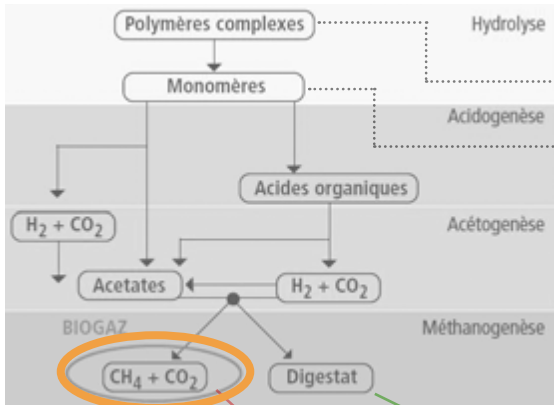 Polymères complexes
Hydrolyse
Monomères
Acidogenèse
Acides organiques
H2 + CO2
Acétogenèse
Acetates
H2 + CO2
BIOGAZ
Méthanogenèse
CH4 + CO2
Digestat